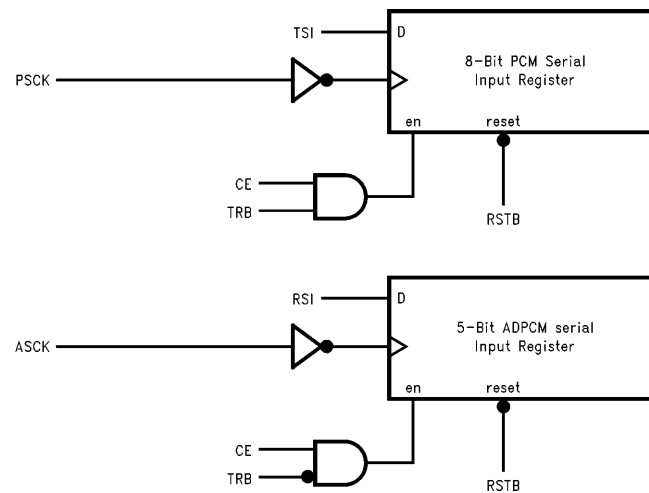 TSI
D
8-Bit PCM Serial
Input Register
PSCK
en
reset
CE
TRB
RSTB
RSI
D
5-Bit ADPCM serial
Input Register
ASCK
en
reset
CE
TRB
RSTB